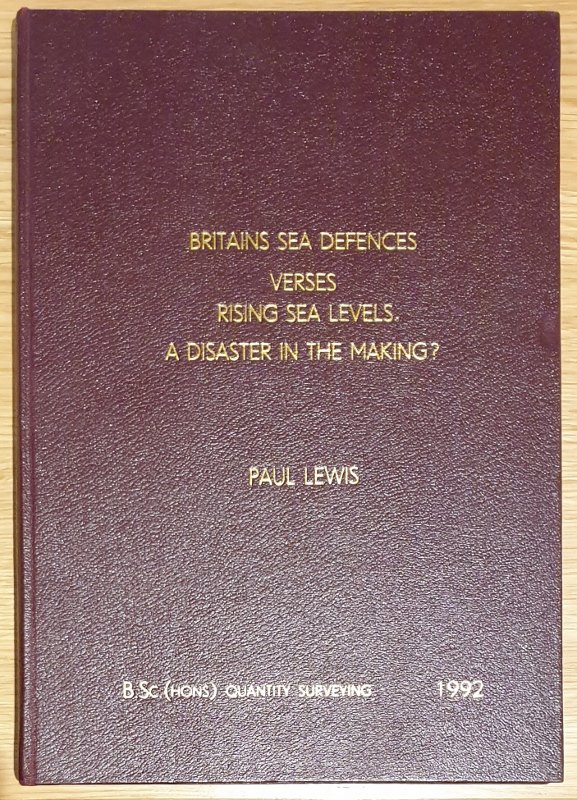 BRITAINS SEA DEFENCES
VERSES
RISING SEA LEVELS.
A DISASTER IN THE MAKING?
PAUL LEWIS
B.Sc (HONS) QUANTITY SURVEYING 1992